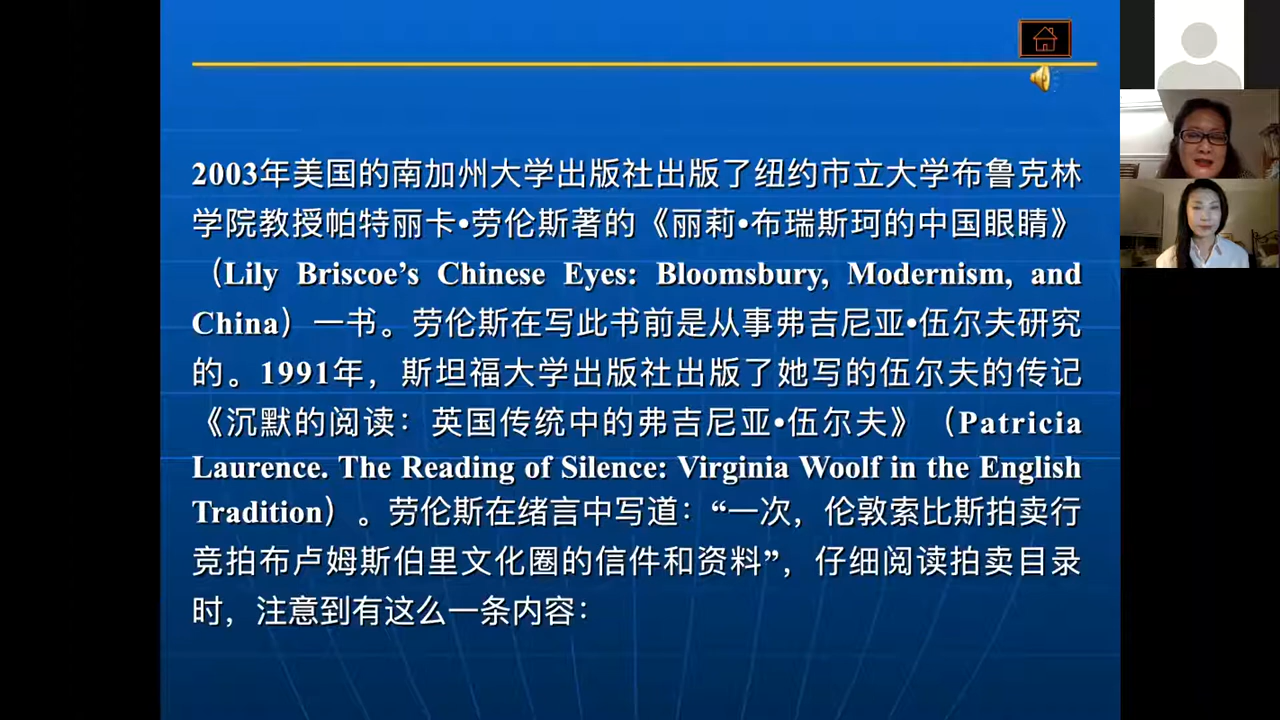 2003年美国的南加州大学出版社出版了纽约市立大学布鲁克林
学院教授帕特丽卡•劳伦斯著的《丽莉•布瑞斯珂的中国眼睛》
（Lily Briscoe’s Chinese Eyes: Bloomsbury, Modernism, and
China）一书。劳伦斯在写此书前是从事弗吉尼亚•伍尔夫研究
的。1991年，斯坦福大学出版社出版了她写的伍尔夫的传记
《沉默的阅读：英国传统中的弗吉尼亚•伍尔夫》（Patricia
Laurence. The Reading of Silence: Virginia Woolf in the English
Tradition）。劳伦斯在绪言中写道：“一次，伦敦索比斯拍卖行
竞拍布卢姆斯伯里文化圈的信件和资料”，仔细阅读拍卖目录
时，注意到有这么一条内容：